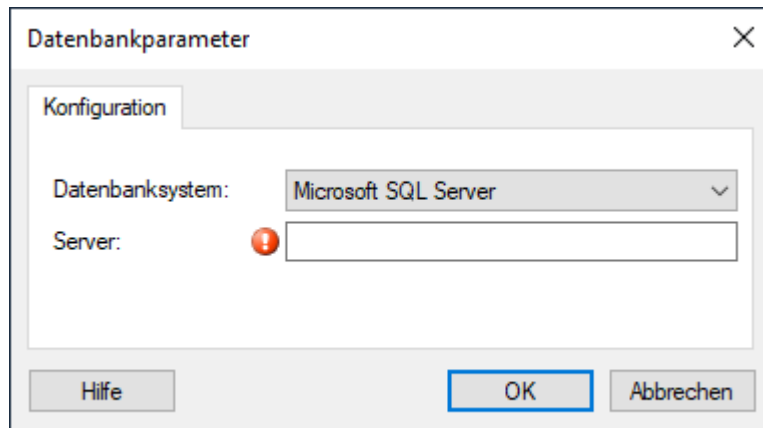 Datenbankparameter
Konfiguration
Datenbanksystem: Microsoft SQL Server
Server:
Hilfe OK Abbrechen